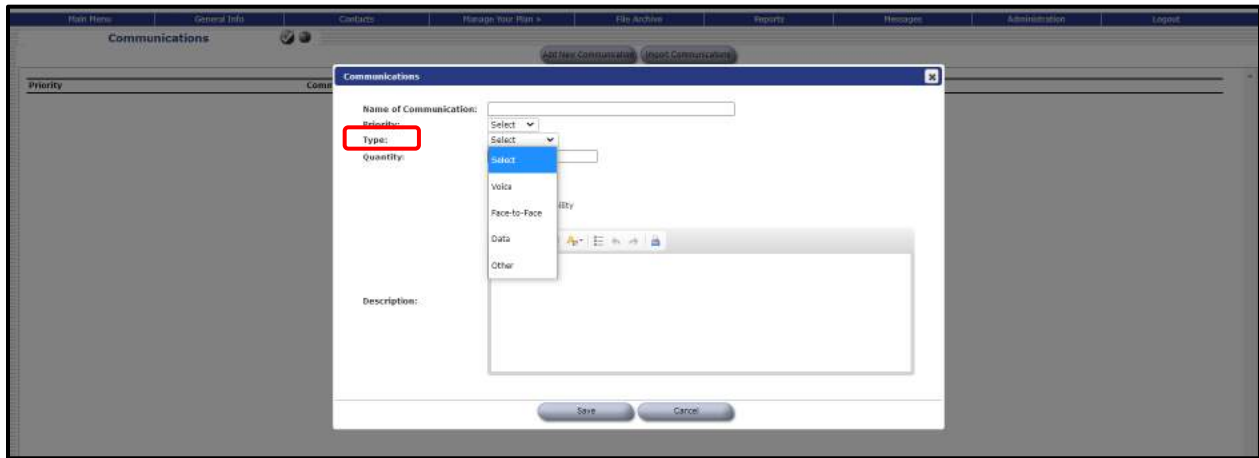 Main Menu General Info Contacts Manage Your Plan » File Archive Reports Messages Administration Logout
Communications
Add New Communication Import Communications
Communications
Priority Comm
Name of Communication:
Priority: Select
Type: Select
Quantity: Select
Voice
ility
Face-to-Face
Data
Other
Description:
Save Cancel